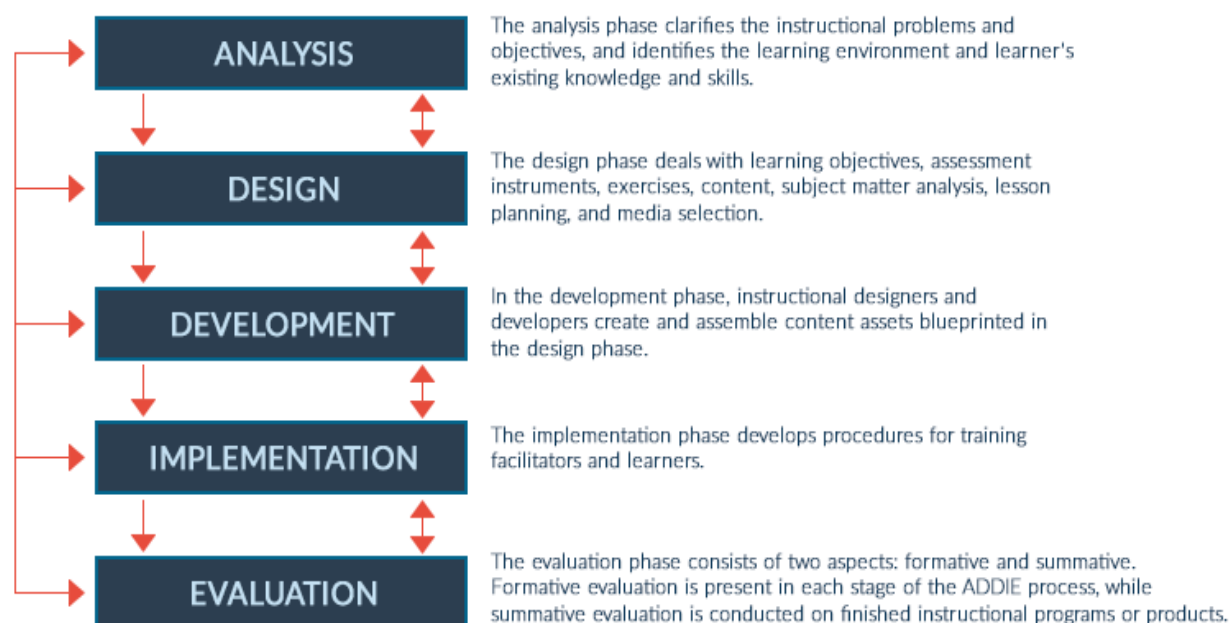 ANALYSIS
The analysis phase clarifies the instructional problems and
objectives, and identifies the learning environment and learner's
existing knowledge and skills.
DESIGN
The design phase deals with learning objectives, assessment
instruments, exercises, content, subject matter analysis, lesson
planning, and media selection.
DEVELOPMENT
In the development phase, instructional designers and
developers create and assemble content assets blueprinted in
the design phase.
IMPLEMENTATION
The implementation phase develops procedures for training
facilitators and learners.
EVALUATION
The evaluation phase consists of two aspects: formative and summative.
Formative evaluation is present in each stage of the ADDIE process, while
summative evaluation is conducted on finished instructional programs or products.